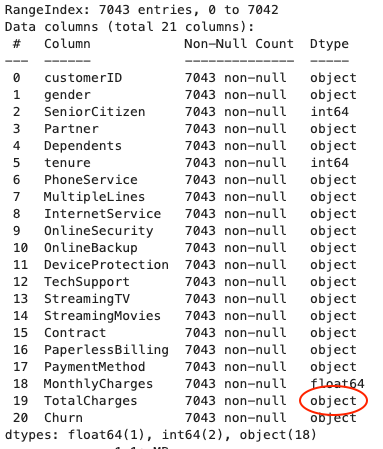 RangeIndex: 7043 entries, 0 to 7042
Data columns (total 21 columns):
 #   Column            Non-Null Count  Dtype
---  ------            --------------  -----
 0   customerID        7043 non-null   object
 1   gender            7043 non-null   object
 2   SeniorCitizen     7043 non-null   int64
 3   Partner           7043 non-null   object
 4   Dependents        7043 non-null   object
 5   tenure            7043 non-null   int64
 6   PhoneService      7043 non-null   object
 7   MultipleLines     7043 non-null   object
 8   InternetService   7043 non-null   object
 9   OnlineSecurity    7043 non-null   object
 10  OnlineBackup      7043 non-null   object
 11  DeviceProtection  7043 non-null   object
 12  TechSupport       7043 non-null   object
 13  StreamingTV       7043 non-null   object
 14  StreamingMovies   7043 non-null   object
 15  Contract          7043 non-null   object
 16  PaperlessBilling  7043 non-null   object
 17  PaymentMethod     7043 non-null   object
 18  MonthlyCharges    7043 non-null   float64
 19  TotalCharges      7043 non-null   object
 20  Churn             7043 non-null   object
dtypes: float64(1), int64(2), object(18)